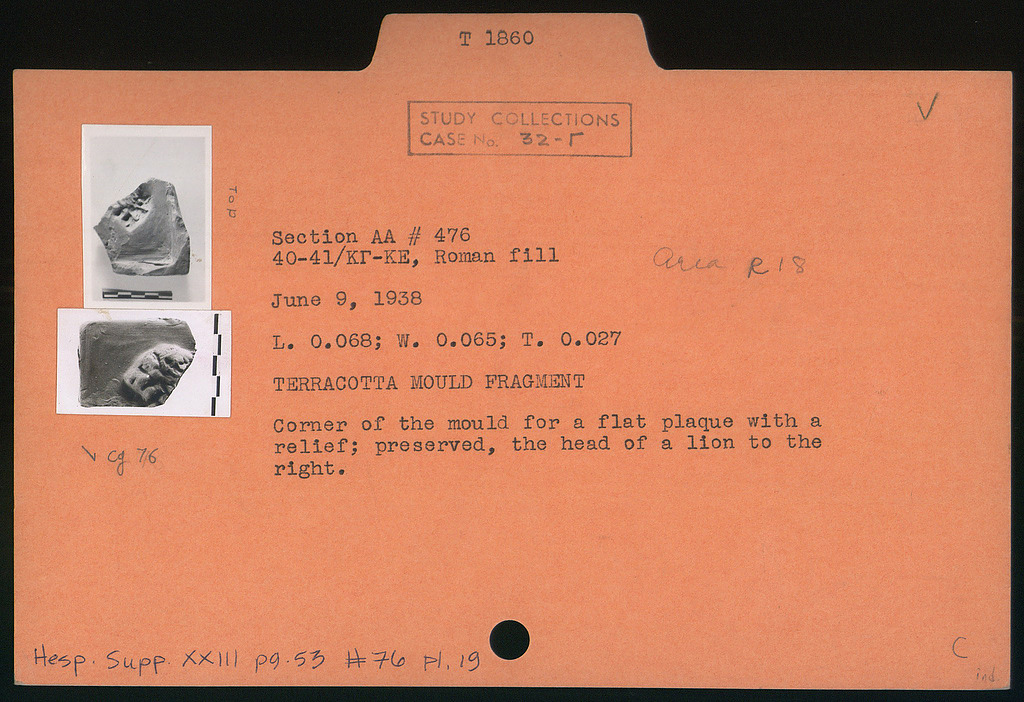 T 1860
STUDY COLLECTIONS
CASE No. 32-Γ
V
Top
Section AA # 476
40-41/ΚΓ-ΚΕ, Roman fill
Area R 18
June 9, 1938
L. 0.068; W. 0.065; T. 0.027
TERRACOTTA MOULD FRAGMENT
Corner of the mould for a flat plaque with a
relief; preserved, the head of a lion to the
right.
cg 76
Hesp. Supp. XXIII pg. 53 #76 pl. 19
C
ind.